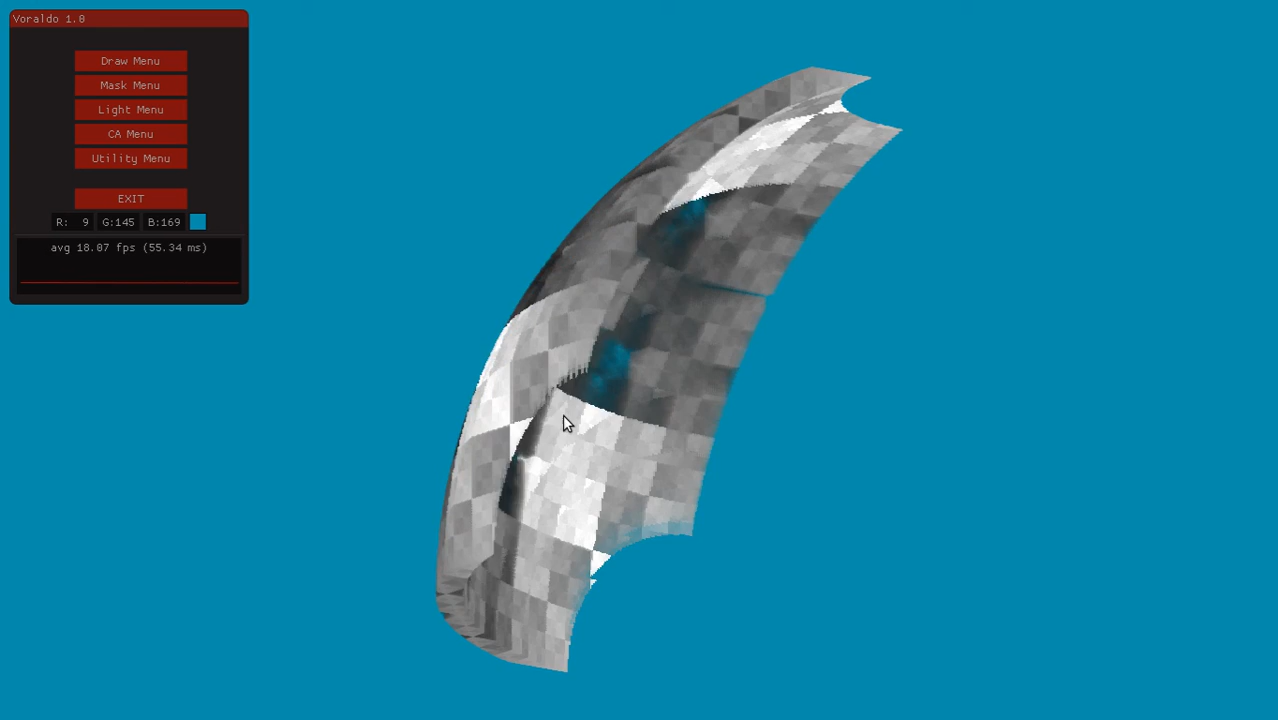 Voraldo 1.0
Draw Menu
Mask Menu
Light Menu
CA Menu
Utility Menu
EXIT
R: 9 G:145 B:169
avg 18.07 fps (55.34 ms)